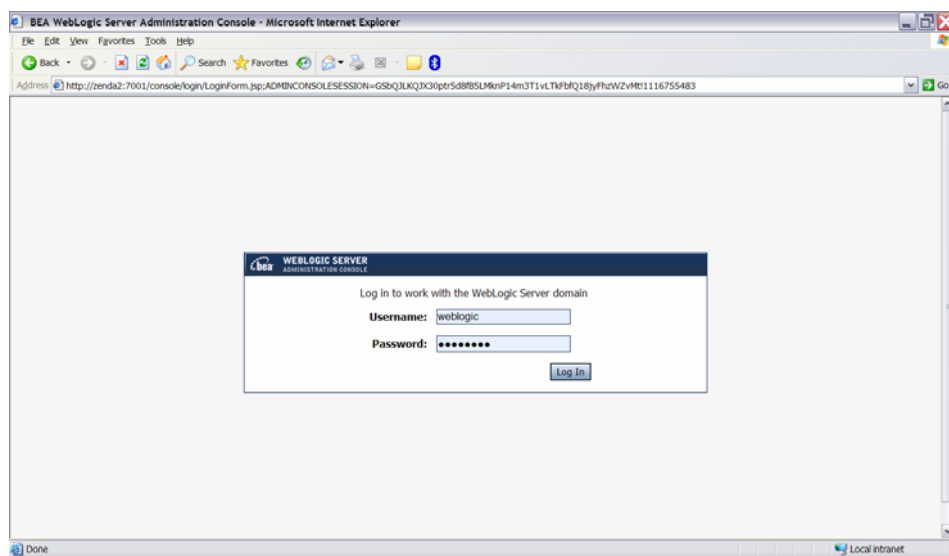 BEA WebLogic Server Administration Console - Microsoft Internet Explorer
File Edit View Favorites Tools Help
Back Search Favorites
Address http://zenda2:7001/console/login/LoginForm.jsp;ADMINCONSOLESESSION=GSbQJLKQJX30ptr5d8fB5LMknP14m3T1vLTkFbfQ18jyFhzWZvMt!1116755483 Go
bea WEBLOGIC SERVER
ADMINISTRATION CONSOLE
Log in to work with the WebLogic Server domain
Username: weblogic
Password: ••••••••
Log In
Done Local intranet